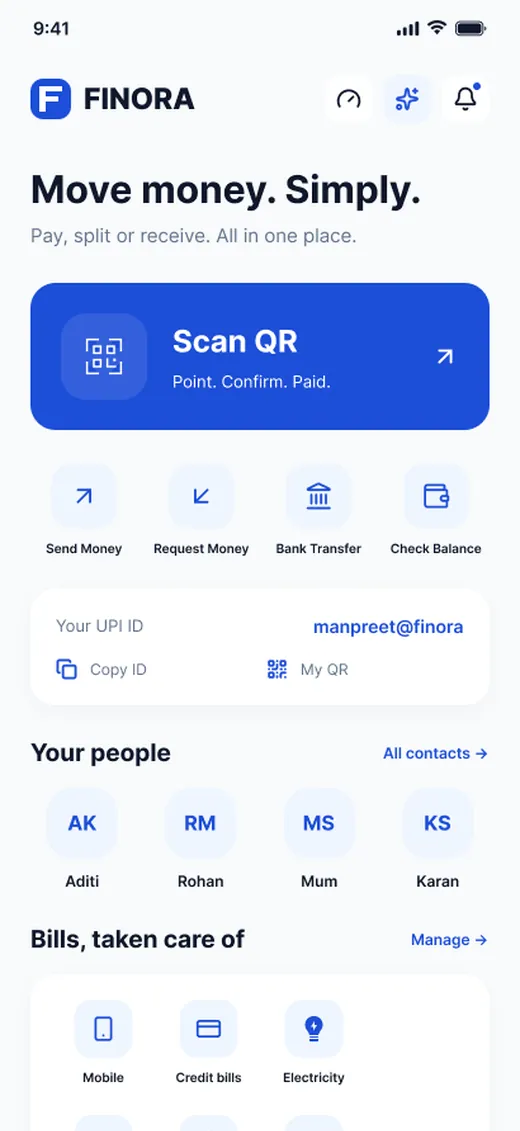 9:41
FINORA
Move money. Simply.
Pay, split or receive. All in one place.
Scan QR
Point. Confirm. Paid.
Send Money Request Money Bank Transfer Check Balance
Your UPI ID manpreet@finora
Copy ID My QR
Your people All contacts →
AK RM MS KS
Aditi Rohan Mum Karan
Bills, taken care of Manage →
Mobile Credit bills Electricity